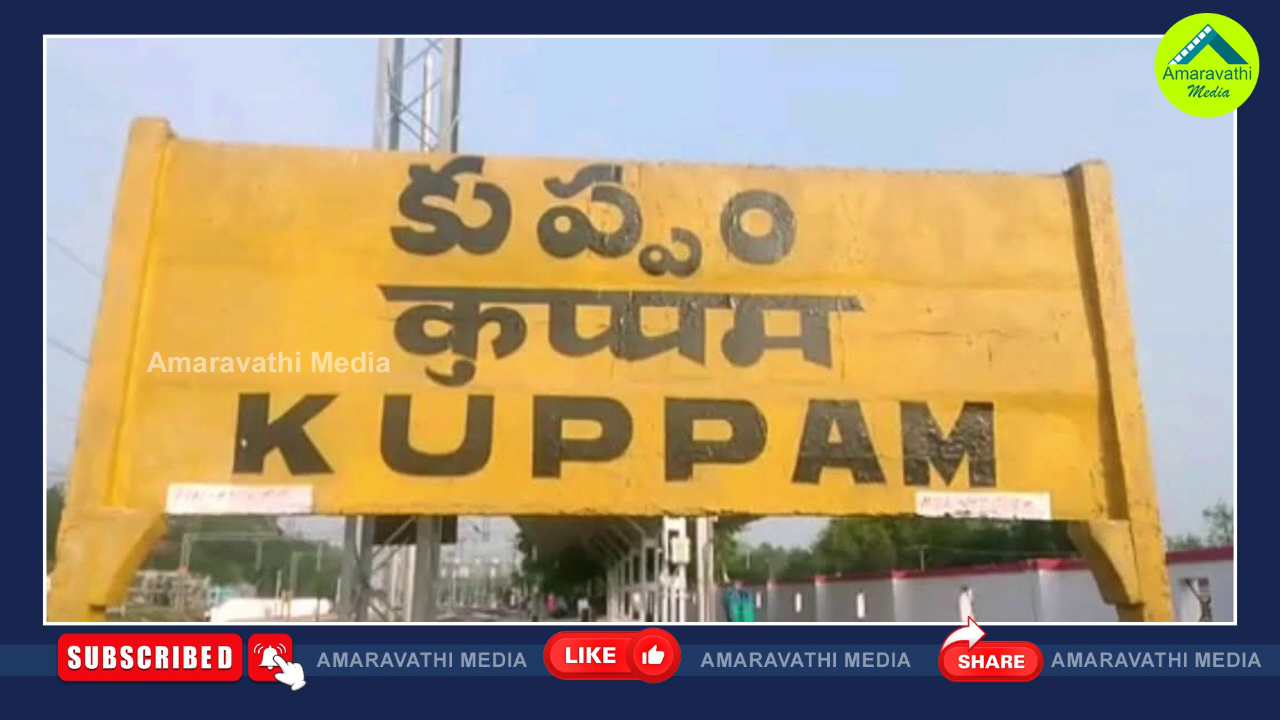 Amaravathi
Media
కుప్పం
कुप्पम
Amaravathi Media
KUPPAM
SUBSCRIBED
AMARAVATHI MEDIA
LIKE
AMARAVATHI MEDIA
SHARE
AMARAVATHI MEDIA